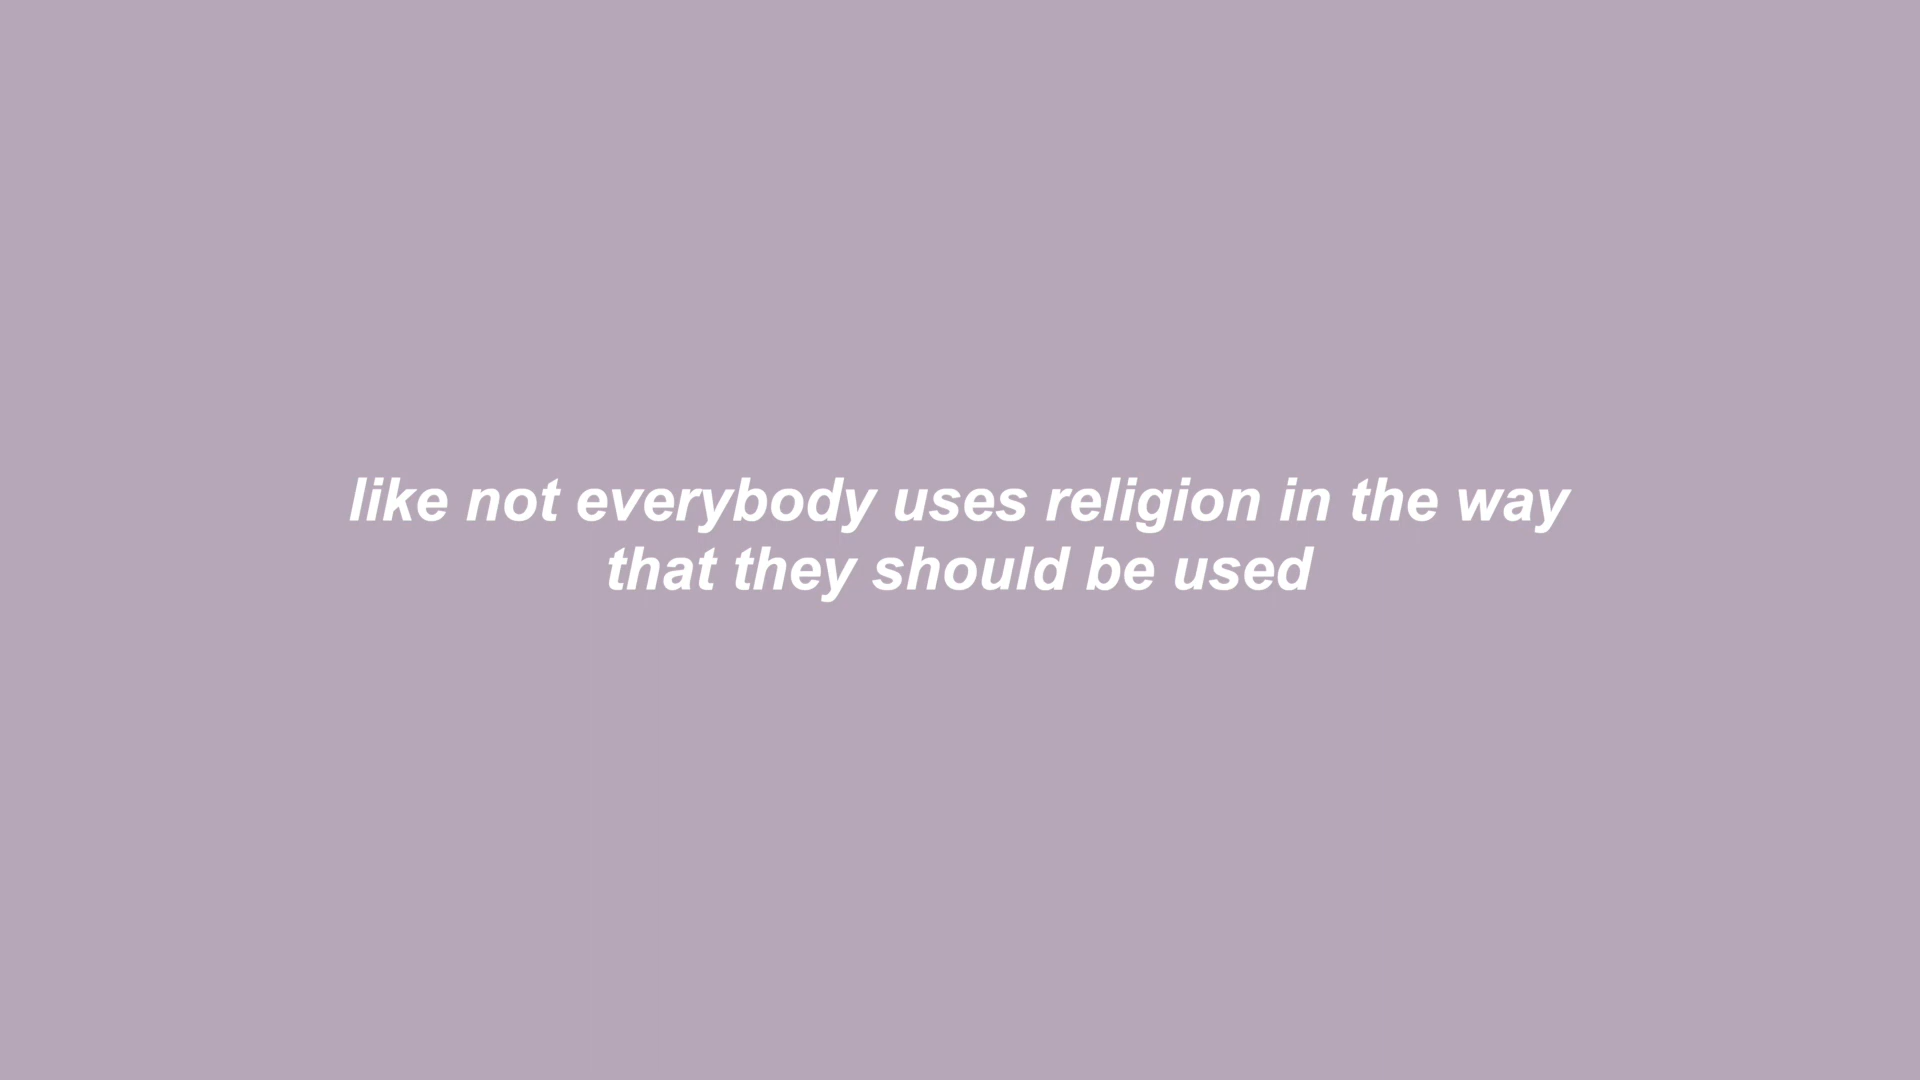 like not everybody uses religion in the way
that they should be used